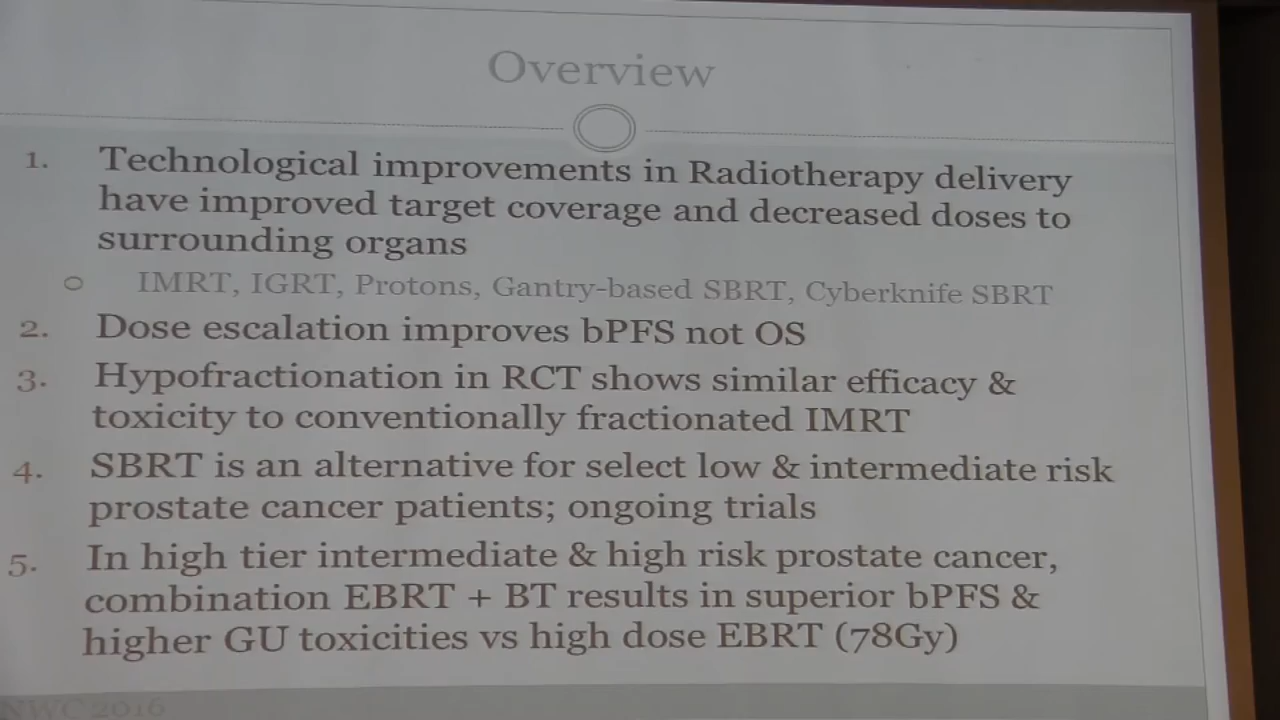 Overview
1. Technological improvements in Radiotherapy delivery
have improved target coverage and decreased doses to
surrounding organs
IMRT, IGRT, Protons, Gantry-based SBRT, Cyberknife SBRT
2. Dose escalation improves bPFS not OS
3. Hypofractionation in RCT shows similar efficacy &
toxicity to conventionally fractionated IMRT
4. SBRT is an alternative for select low & intermediate risk
prostate cancer patients; ongoing trials
5. In high tier intermediate & high risk prostate cancer,
combination EBRT + BT results in superior bPFS &
higher GU toxicities vs high dose EBRT (78Gy)
NWC 2016